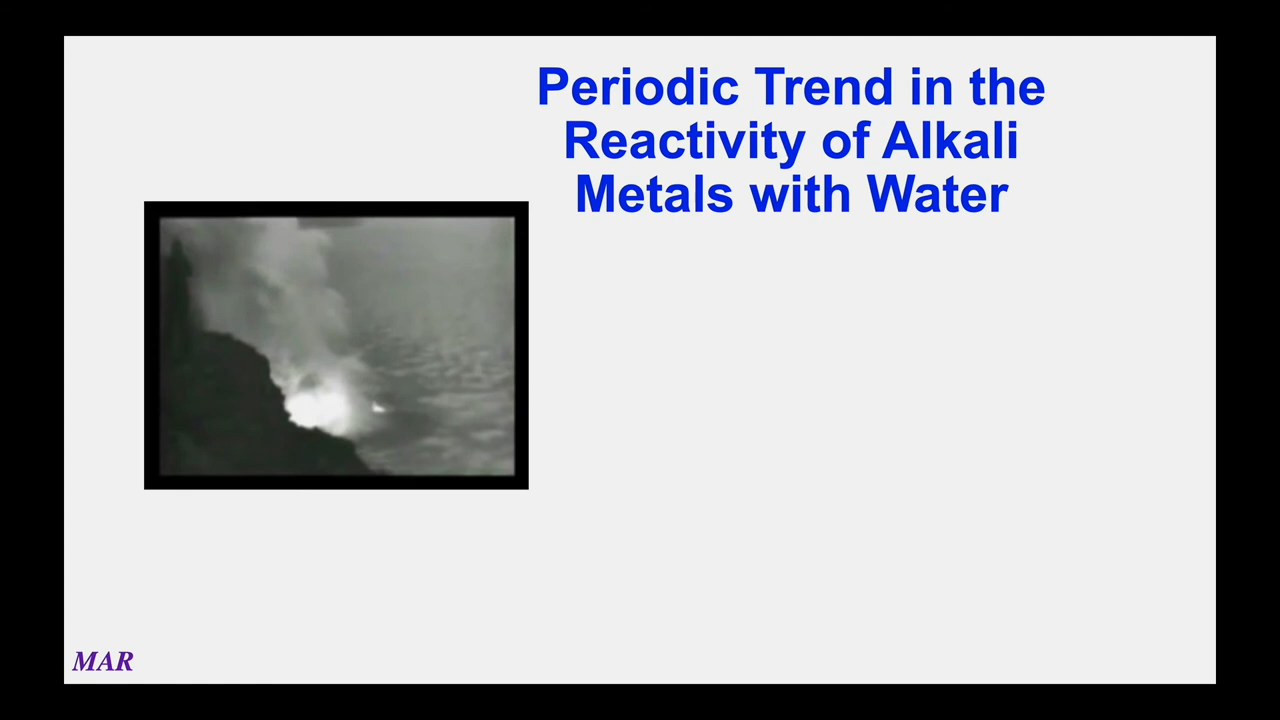 Periodic Trend in the
Reactivity of Alkali
Metals with Water
MAR